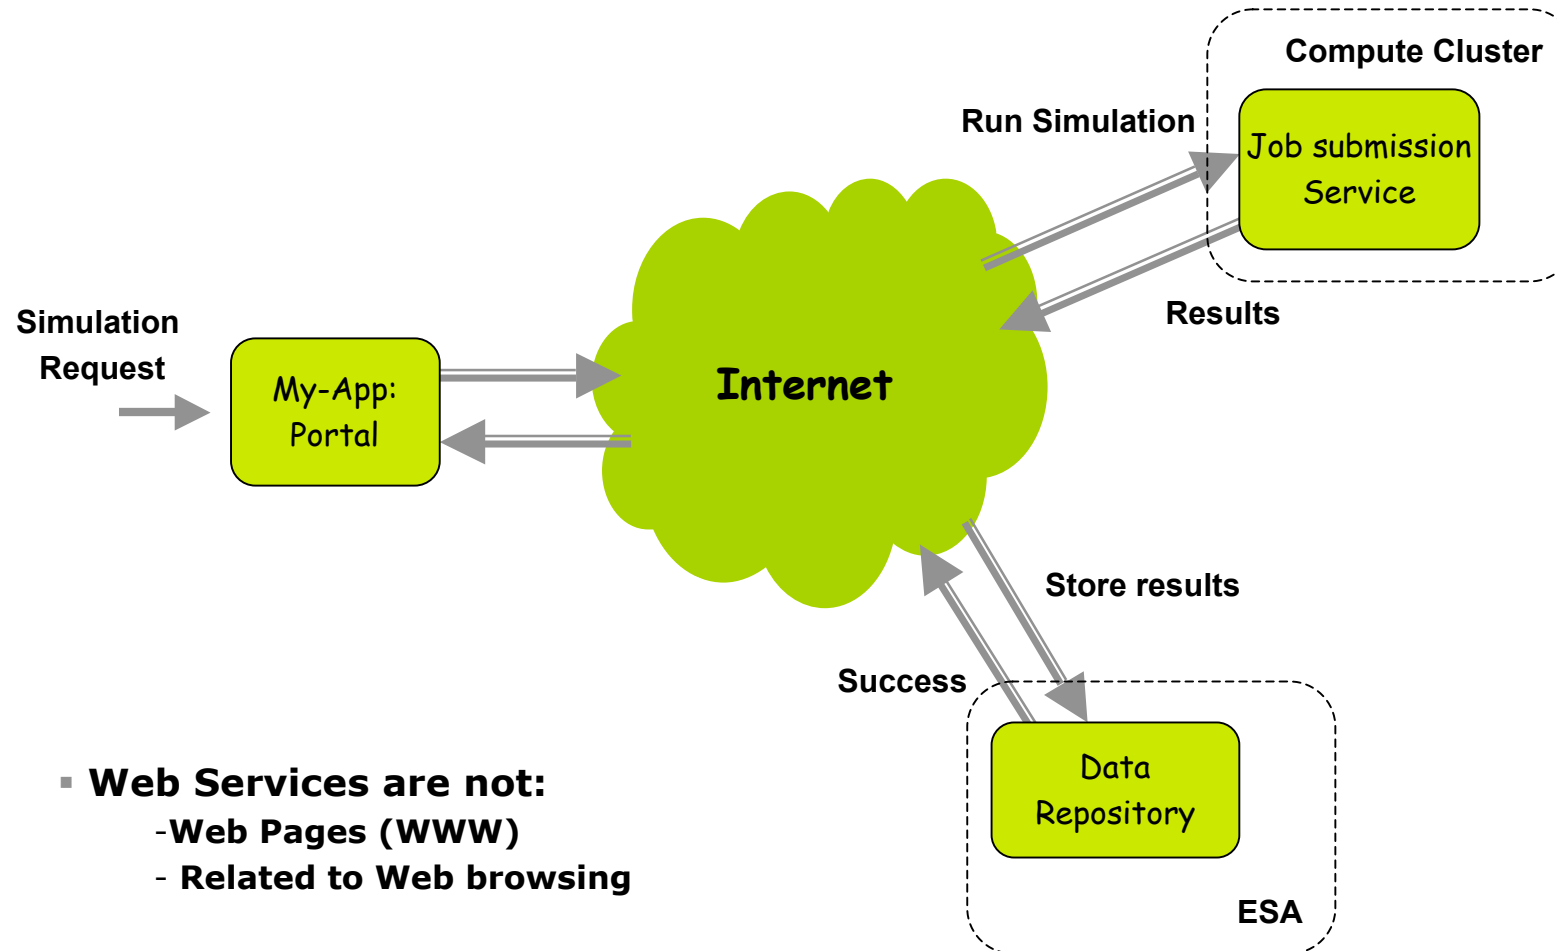 Compute Cluster
Run Simulation
Job submission
Service
Results
Simulation
Request
My-App:
Portal
Internet
Store results
Success
Data
Repository
ESA
▪ Web Services are not:
-Web Pages (WWW)
- Related to Web browsing